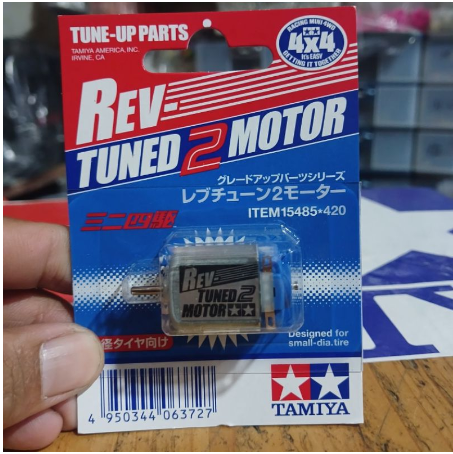 TUNE-UP PARTS
TAMIYA AMERICA, INC.
IRVINE, CA
RACING MINI 4WD
4x4
It's EASY
GETTING IT TOGETHER
REV-
TUNED 2 MOTOR
グレードアップパーツシリーズ
レブチューン2モーター
ITEM15485★420
ミニ四駆
REV-
TUNED 2
MOTOR
径タイヤ向け
Designed for
small-dia.tire
4 950344 063727
TAMIYA